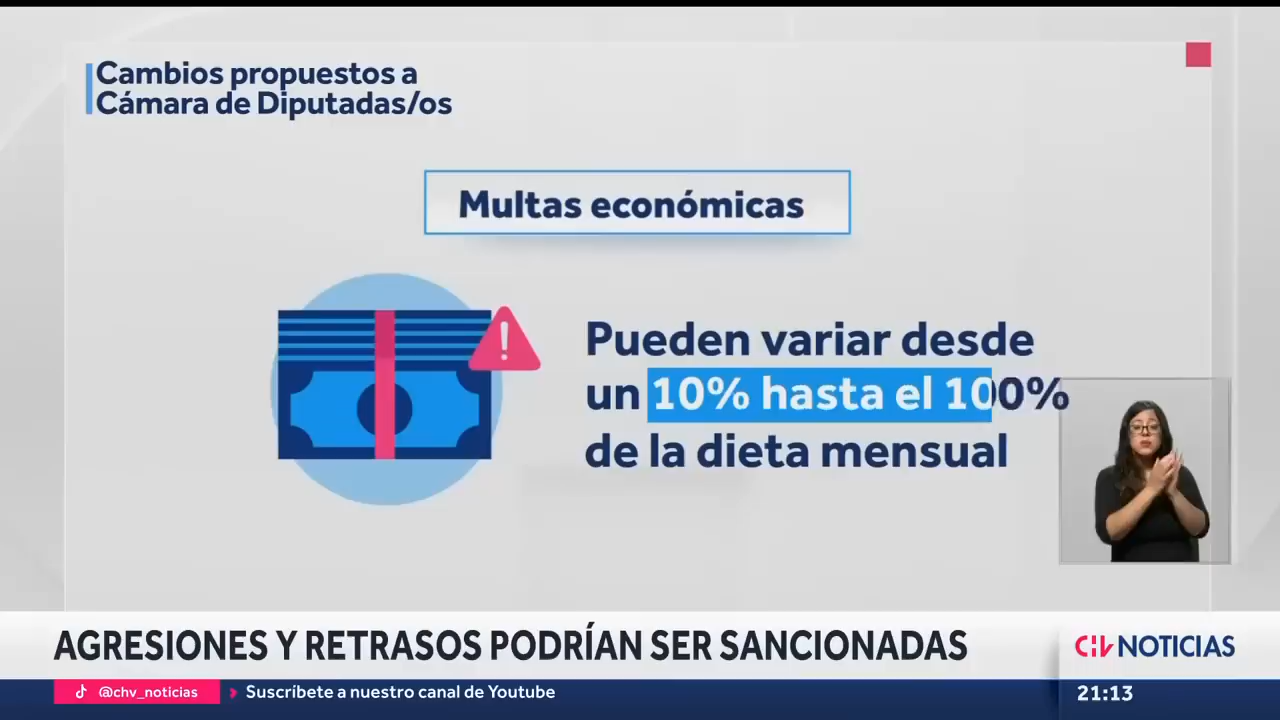 Cambios propuestos a
Cámara de Diputadas/os
Multas económicas
Pueden variar desde
un 10% hasta el 100%
de la dieta mensual
AGRESIONES Y RETRASOS PODRÍAN SER SANCIONADAS
CHV NOTICIAS
@chv_noticias
Suscríbete a nuestro canal de Youtube
21:13